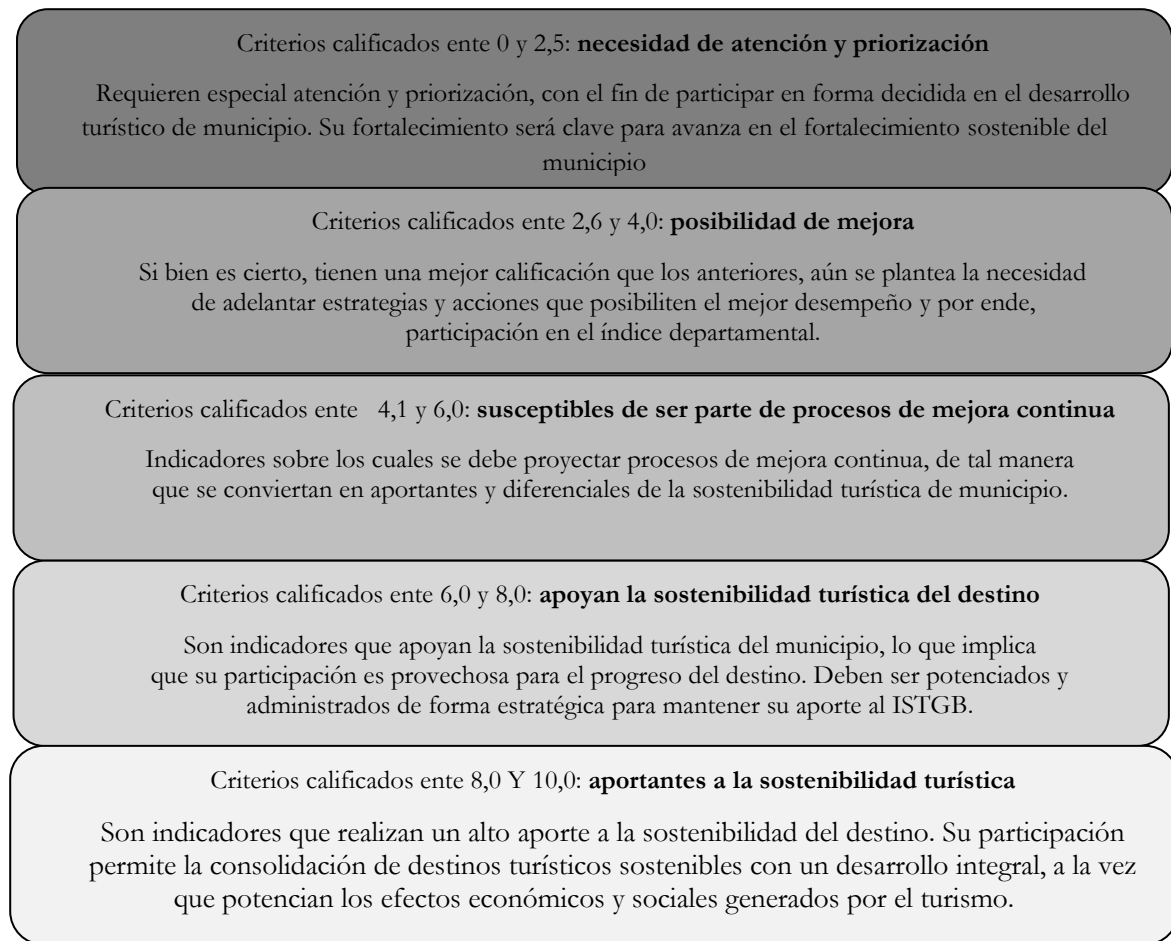 Criterios calificados ente 0 y 2,5: necesidad de atención y priorización
Requieren especial atención y priorización, con el fin de participar en forma decidida en el desarrollo
turístico de municipio. Su fortalecimiento será clave para avanza en el fortalecimiento sostenible del
municipio
Criterios calificados ente 2,6 y 4,0: posibilidad de mejora
Si bien es cierto, tienen una mejor calificación que los anteriores, aún se plantea la necesidad
de adelantar estrategias y acciones que posibiliten el mejor desempeño y por ende,
participación en el índice departamental.
Criterios calificados ente 4,1 y 6,0: susceptibles de ser parte de procesos de mejora continua
Indicadores sobre los cuales se debe proyectar procesos de mejora continua, de tal manera
que se conviertan en aportantes y diferenciales de la sostenibilidad turística de municipio.
Criterios calificados ente 6,0 y 8,0: apoyan la sostenibilidad turística del destino
Son indicadores que apoyan la sostenibilidad turística del municipio, lo que implica
que su participación es provechosa para el progreso del destino. Deben ser potenciados y
administrados de forma estratégica para mantener su aporte al ISTGB.
Criterios calificados ente 8,0 Y 10,0: aportantes a la sostenibilidad turística
Son indicadores que realizan un alto aporte a la sostenibilidad del destino. Su participación
permite la consolidación de destinos turísticos sostenibles con un desarrollo integral, a la vez
que potencian los efectos económicos y sociales generados por el turismo.